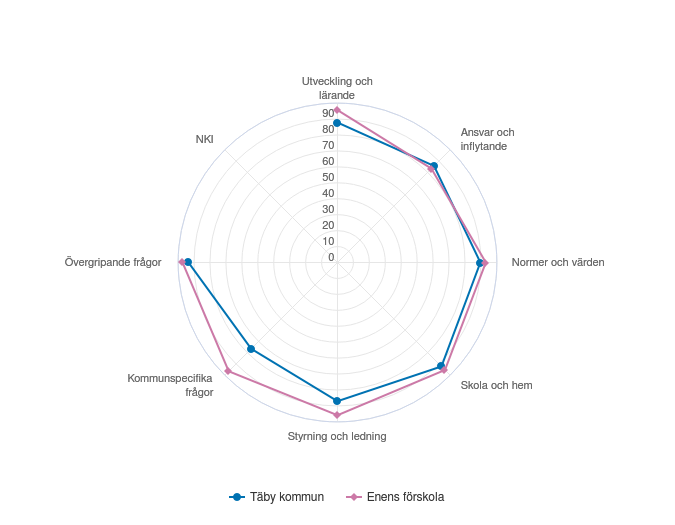 Utveckling och
lärande
Ansvar och
inflytande
NKI
90
80
70
60
50
40
30
20
10
0
Övergripande frågor
Normer och värden
Kommunspecifika
frågor
Skola och hem
Styrning och ledning
Täby kommun
Enens förskola